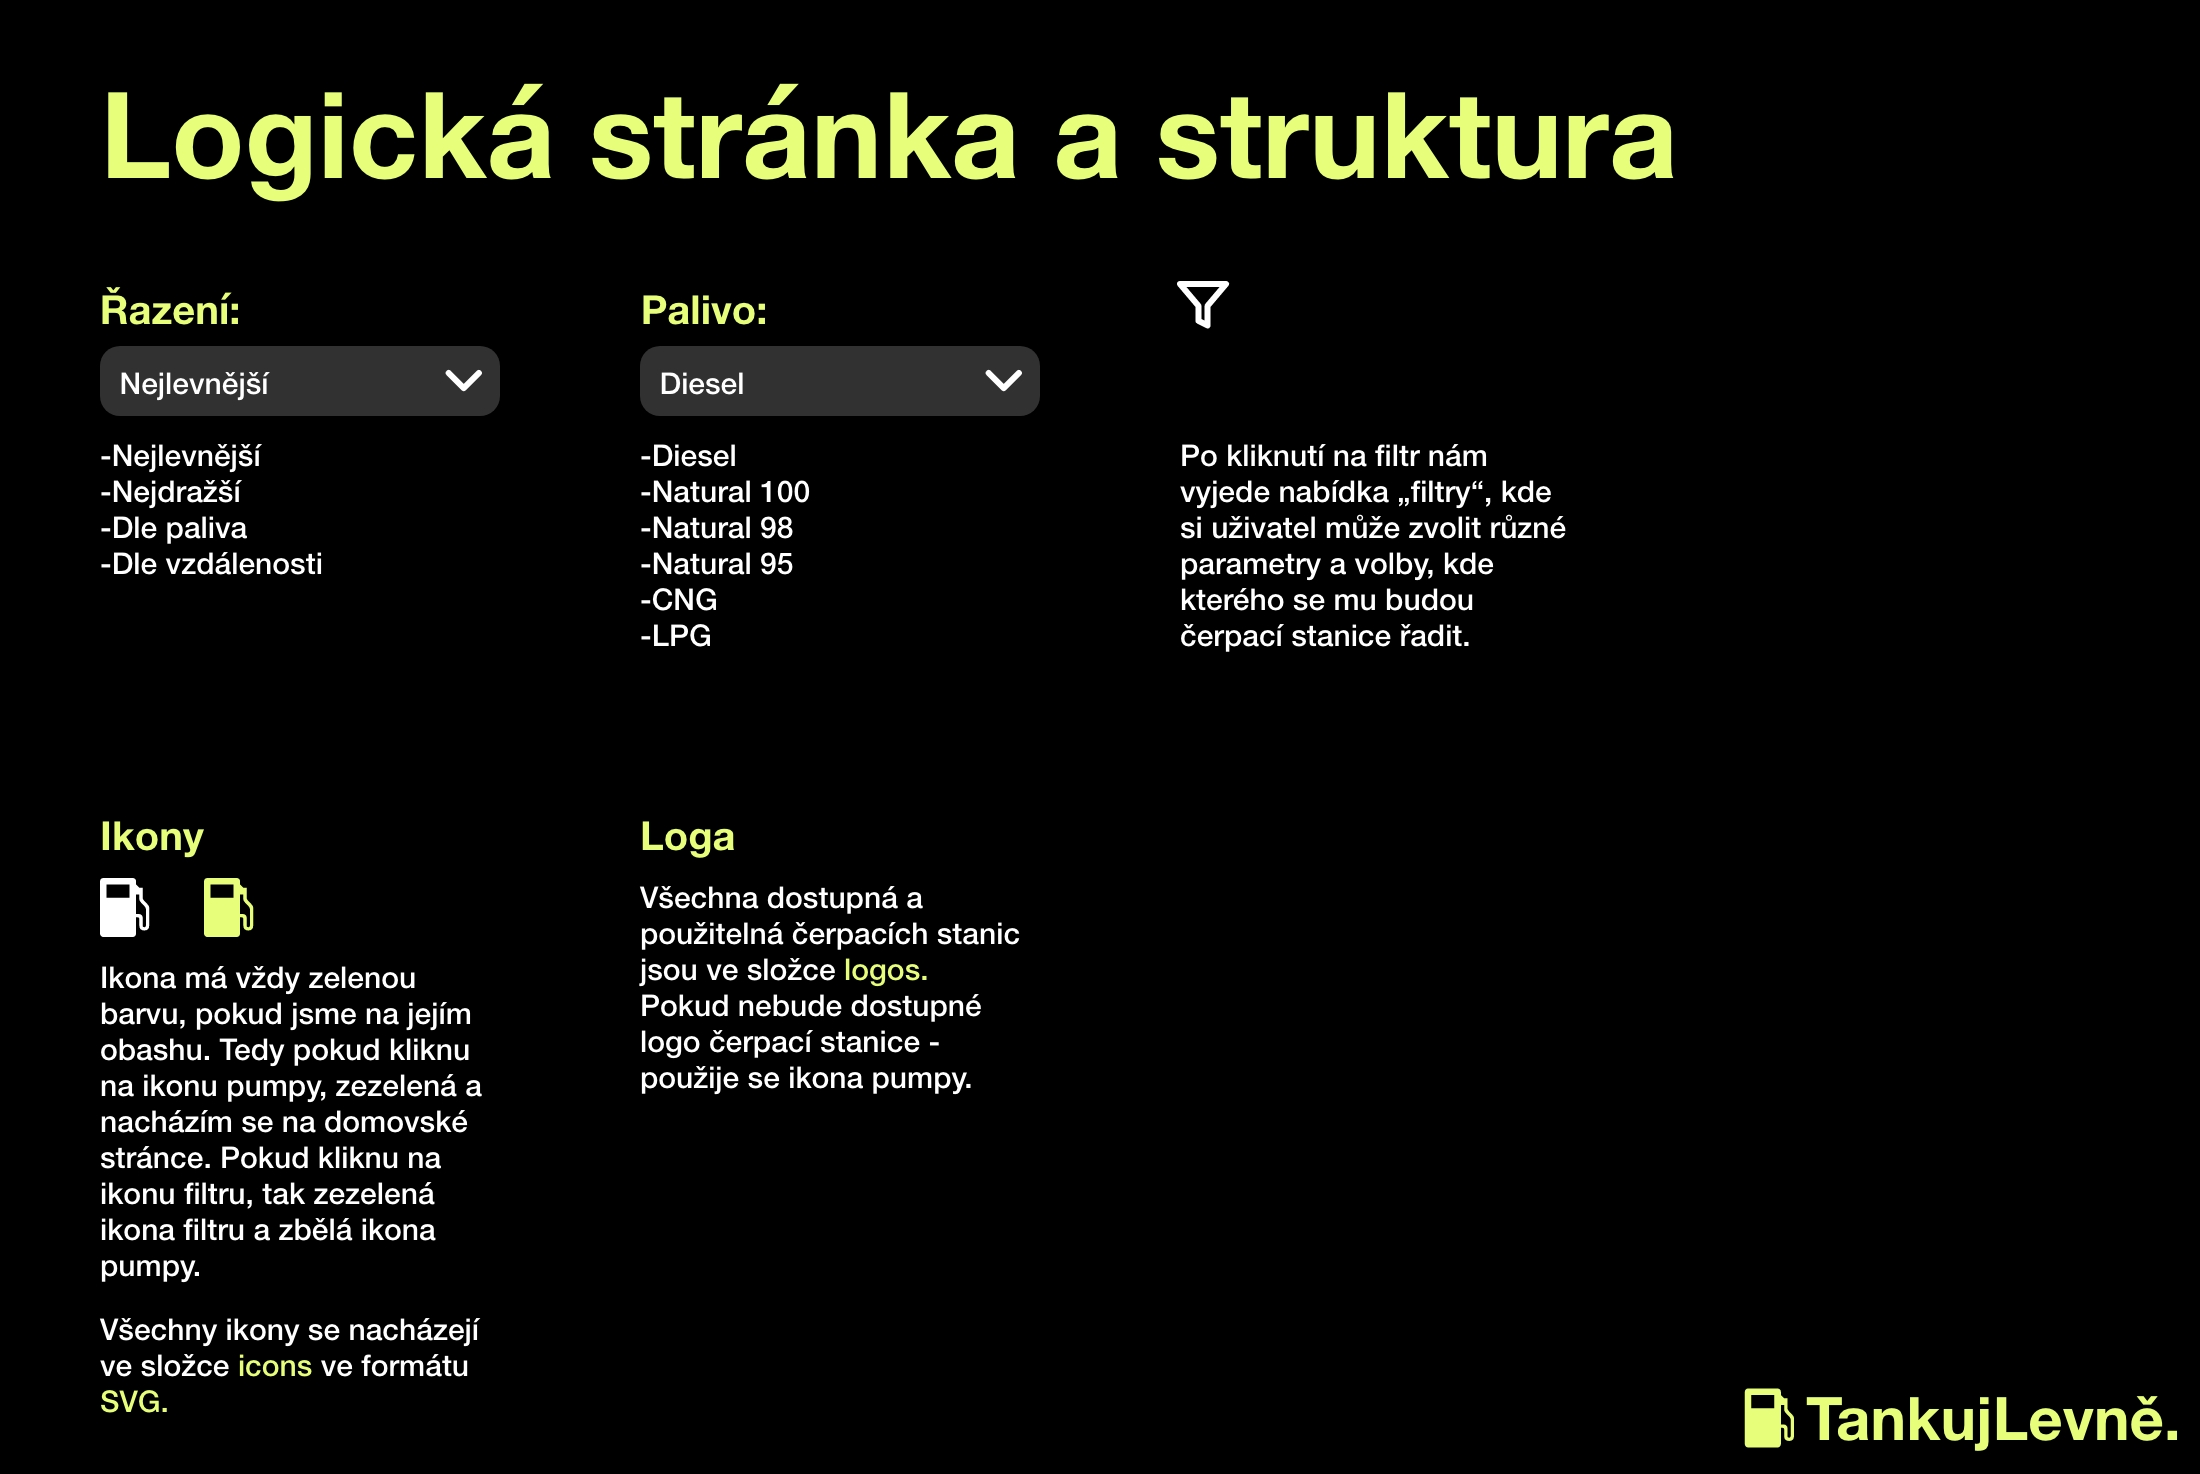 Logická stránka a struktura
Řazení:
Nejlevnější
-Nejlevnější
-Nejdražší
-Dle paliva
-Dle vzdálenosti
Palivo:
Diesel
-Diesel
-Natural 100
-Natural 98
-Natural 95
-CNG
-LPG
Po kliknutí na filtr nám
vyjede nabídka „filtry“, kde
si uživatel může zvolit různé
parametry a volby, kde
kterého se mu budou
čerpací stanice řadit.
Ikony
Ikona má vždy zelenou
barvu, pokud jsme na jejím
obashu. Tedy pokud kliknu
na ikonu pumpy, zezelená a
nacházím se na domovské
stránce. Pokud kliknu na
ikonu filtru, tak zezelená
ikona filtru a zbělá ikona
pumpy.
Všechny ikony se nacházejí
ve složce icons ve formátu
SVG.
Loga
Všechna dostupná a
použitelná čerpacích stanic
jsou ve složce logos.
Pokud nebude dostupné
logo čerpací stanice -
použije se ikona pumpy.
TankujLevně.